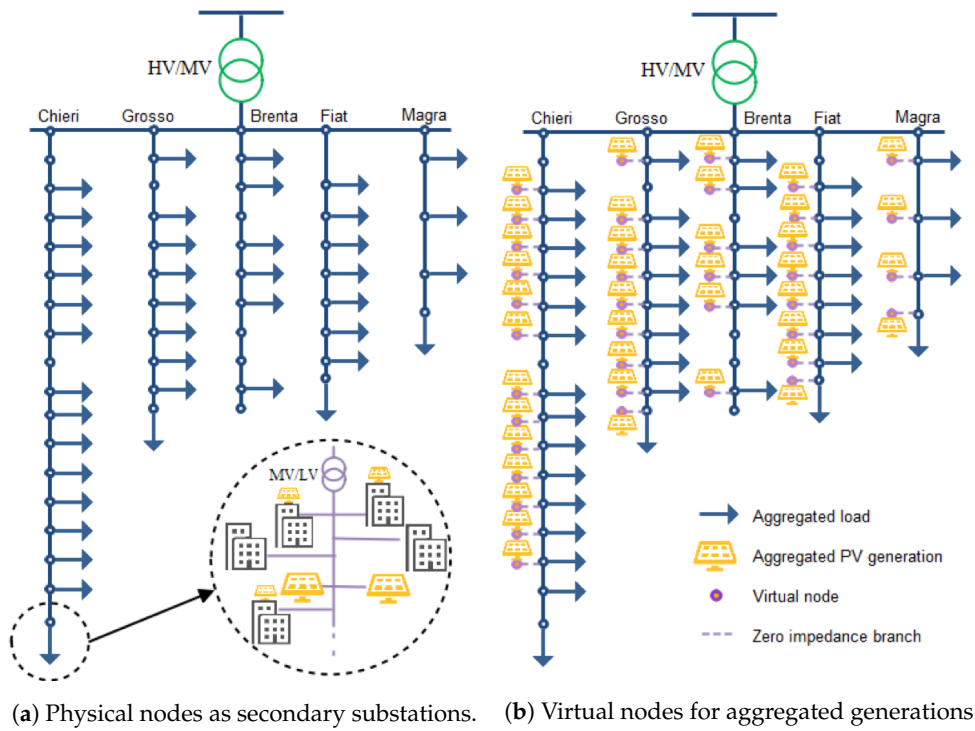 HV/MV
Chieri Grosso Brenta Fiat Magra
MV/LV
HV/MV
Chieri Grosso Brenta Fiat Magra
Aggregated load
Aggregated PV generation
Virtual node
Zero impedance branch
(a) Physical nodes as secondary substations.
(b) Virtual nodes for aggregated generations